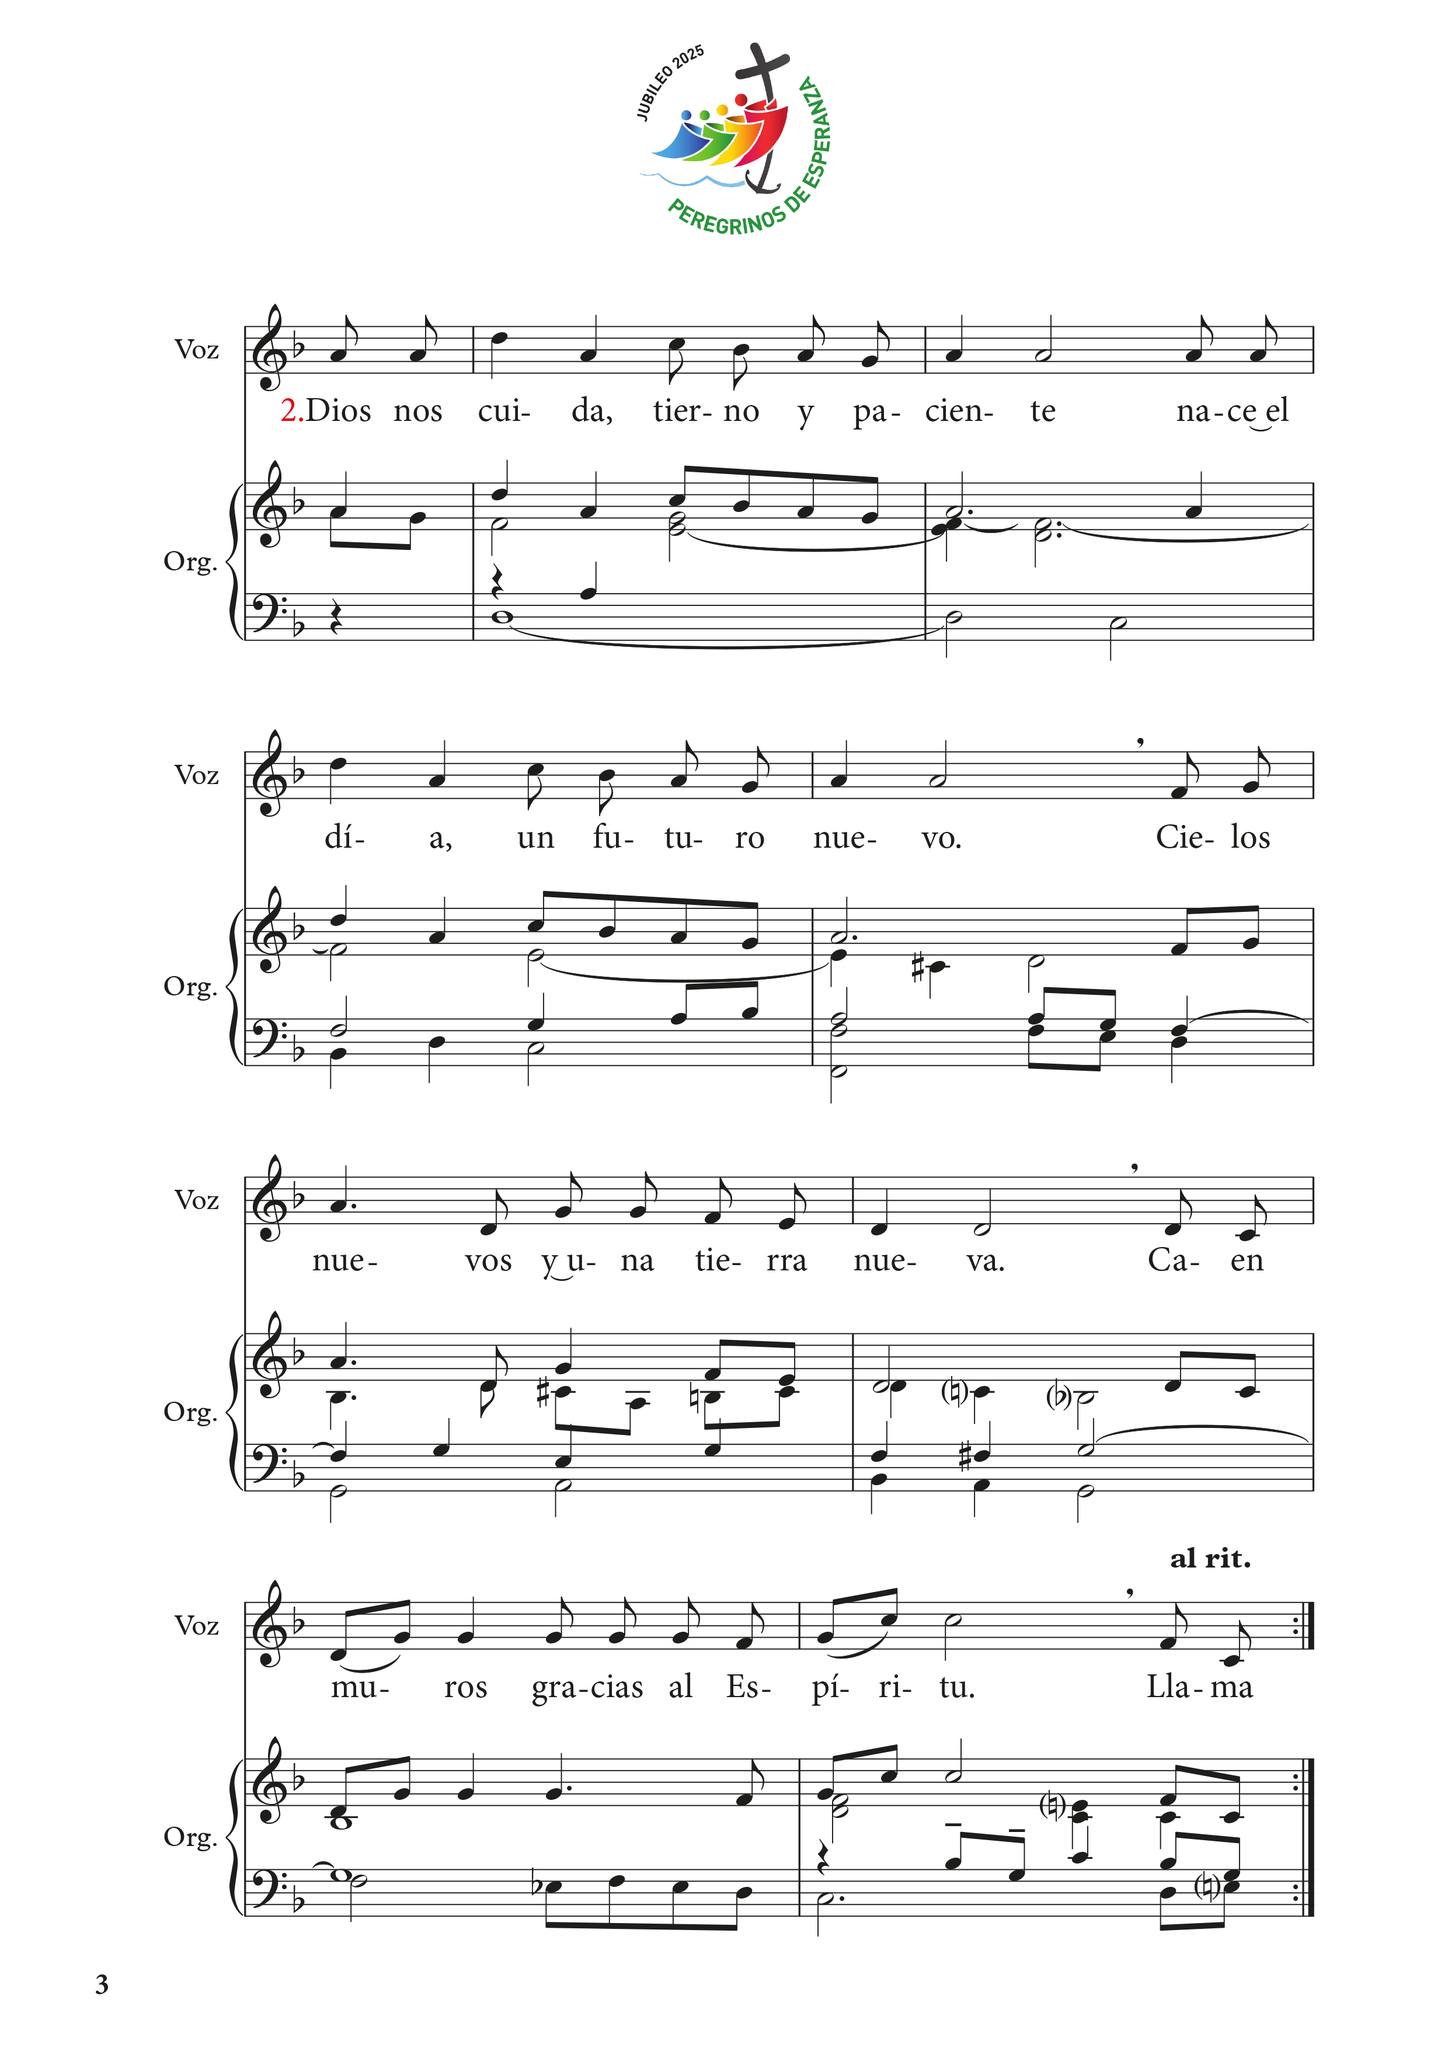 JUBILEO 2025
PEREGRINOS DE ESPERANZA
Voz
2.Dios nos cui- da, tier- no y pa- cien- te na- ce el
Org.
Voz
dí- a, un fu- tu- ro nue- vo. Cie- los
Org.
Voz
nue- vos y u- na tie- rra nue- va. Ca- en
Org.
al rit.
Voz
mu- ros gra- cias al Es- pí- ri- tu. Lla- ma
Org.
3